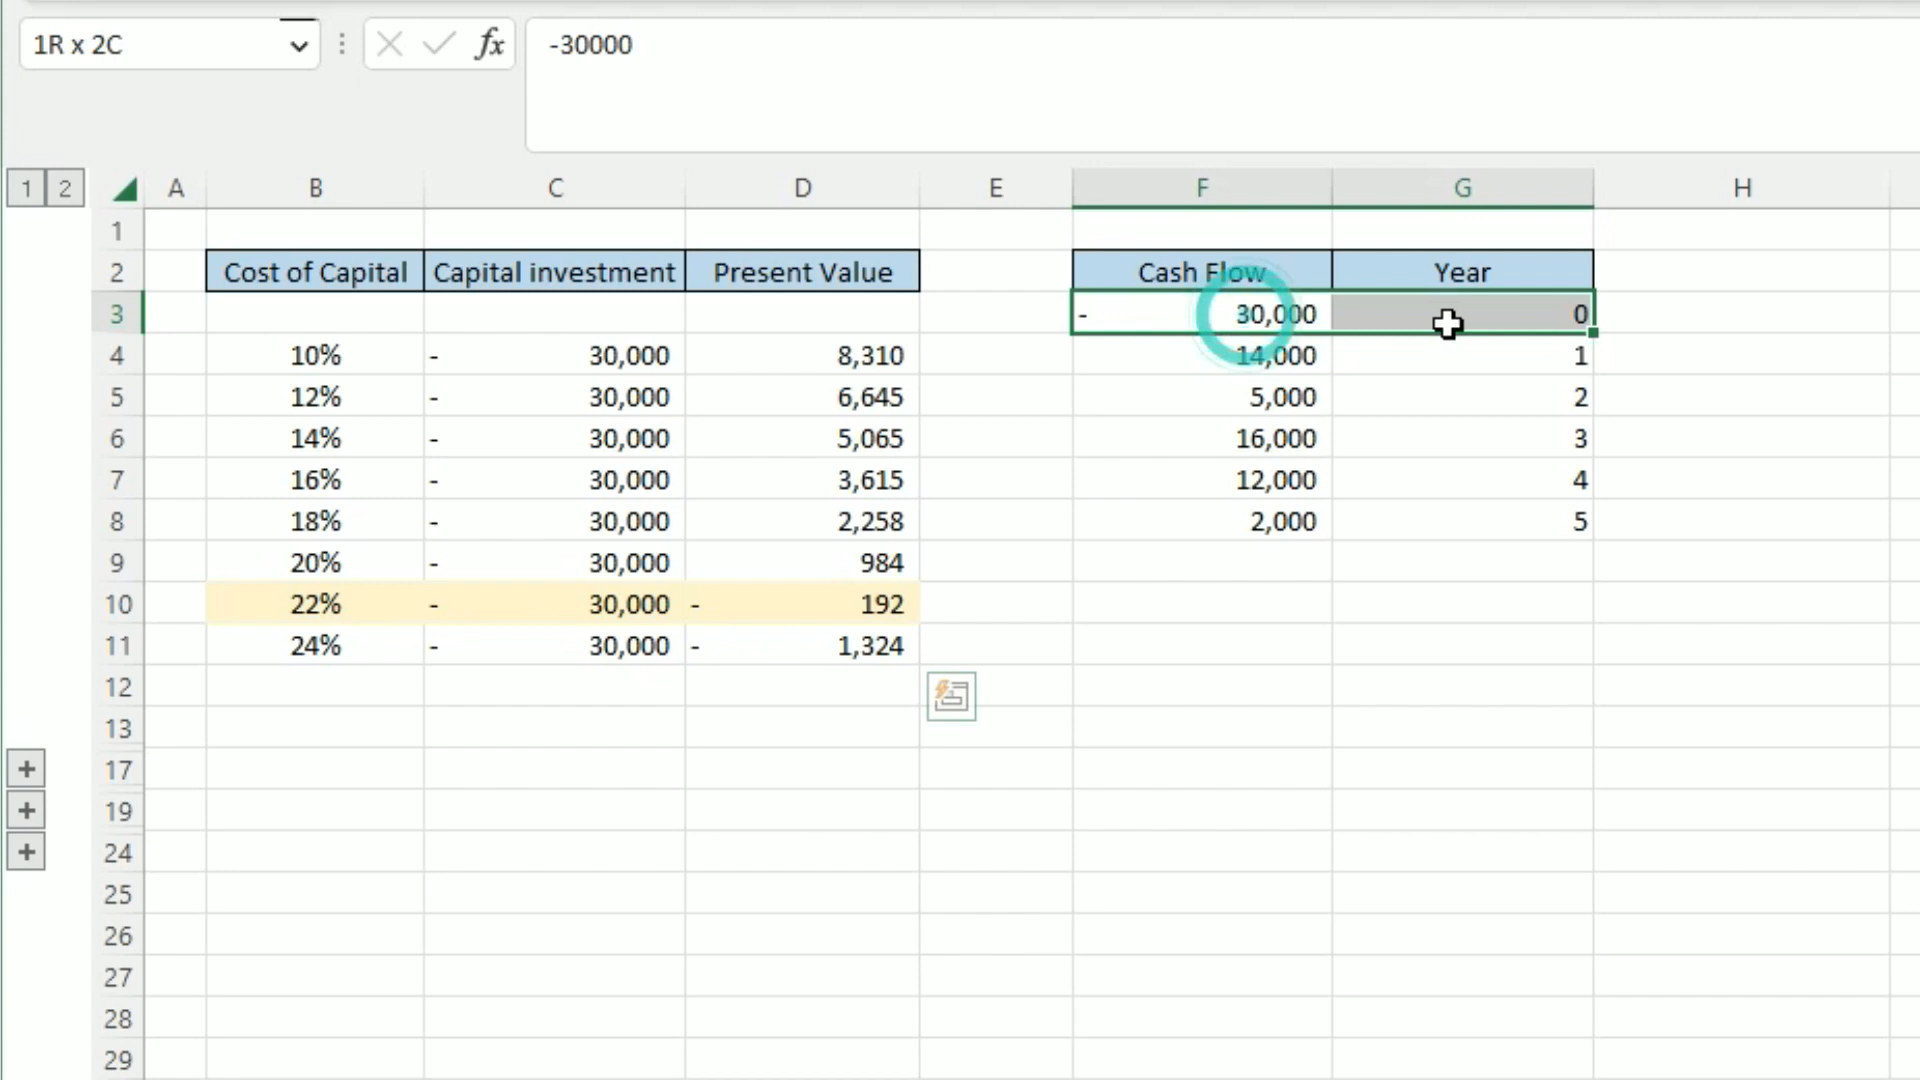 1R x 2C fx -30000
1 2 A B C D E F G H
1
2 Cost of Capital Capital investment Present Value Cash Flow Year
3 - 30,000 0
4 10% - 30,000 8,310 14,000 1
5 12% - 30,000 6,645 5,000 2
6 14% - 30,000 5,065 16,000 3
7 16% - 30,000 3,615 12,000 4
8 18% - 30,000 2,258 2,000 5
9 20% - 30,000 984
10 22% - 30,000 - 192
11 24% - 30,000 - 1,324
12
13
+ 17
+ 19
+ 24
25
26
27
28
29